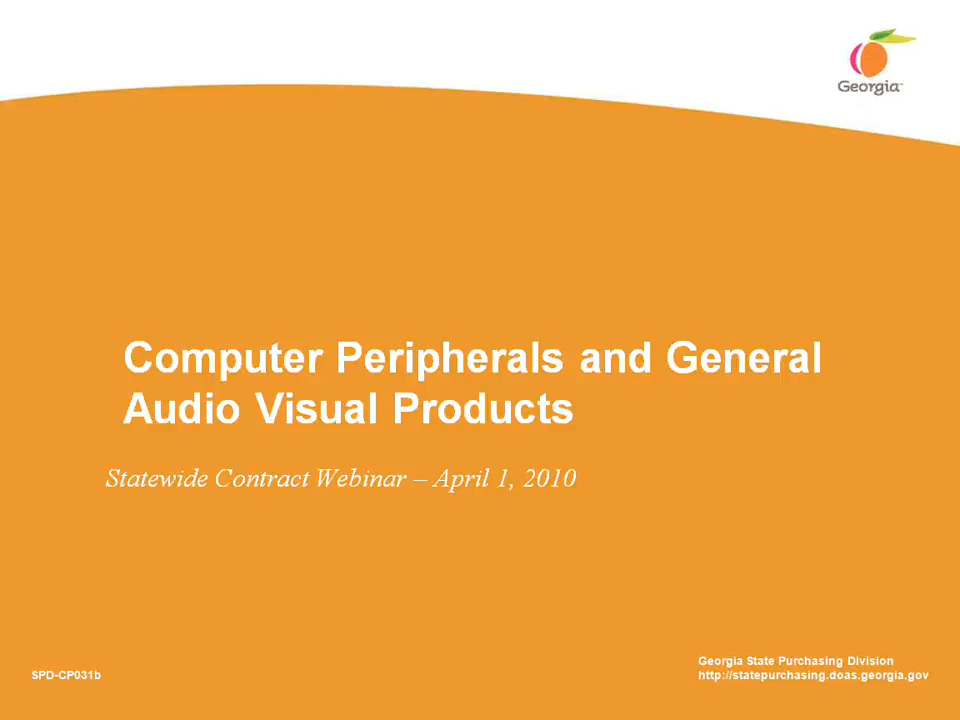 Georgia™
Computer Peripherals and General
Audio Visual Products
Statewide Contract Webinar – April 1, 2010
SPD-CP031b
Georgia State Purchasing Division
http://statepurchasing.doas.georgia.gov